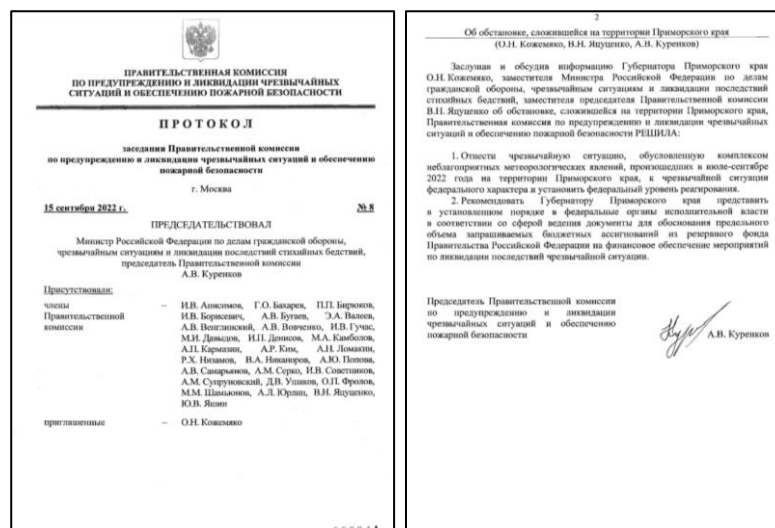 ПРАВИТЕЛЬСТВЕННАЯ КОМИССИЯ
ПО ПРЕДУПРЕЖДЕНИЮ И ЛИКВИДАЦИИ ЧРЕЗВЫЧАЙНЫХ
СИТУАЦИЙ И ОБЕСПЕЧЕНИЮ ПОЖАРНОЙ БЕЗОПАСНОСТИ
ПРОТОКОЛ
заседания Правительственной комиссии
по предупреждению и ликвидации чрезвычайных ситуаций и обеспечению
пожарной безопасности
г. Москва
15 сентября 2022 г. № 8
ПРЕДСЕДАТЕЛЬСТВОВАЛ
Министр Российской Федерации по делам гражданской обороны,
чрезвычайным ситуациям и ликвидации последствий стихийных бедствий,
председатель Правительственной комиссии
А.В. Куренков
Присутствовали:
члены – И.В. Анисимов, Г.О. Бахарев, П.П. Бирюков,
Правительственной И.В. Борисевич, А.В. Бугаев, Э.А. Валеев,
комиссии А.В. Венглинский, А.В. Вовченко, И.В. Гучас,
М.И. Давыдов, И.П. Денисов, М.А. Камболов,
А.П. Кармазин, А.Р. Ким, А.Н. Ломакин,
Р.Х. Низамов, В.А. Никаноров, А.Ю. Попова,
А.В. Самарьянов, А.М. Серко, И.В. Советников,
А.М. Супруновский, Д.В. Ушаков, О.П. Фролов,
М.М. Шамьюнов, А.Л. Юрлин, В.Н. Яцуценко,
Ю.В. Яшин
приглашенные – О.Н. Кожемяко
2
Об обстановке, сложившейся на территории Приморского края
(О.Н. Кожемяко, В.Н. Яцуценко, А.В. Куренков)
Заслушав и обсудив информацию Губернатора Приморского края
О.Н. Кожемяко, заместителя Министра Российской Федерации по делам
гражданской обороны, чрезвычайным ситуациям и ликвидации последствий
стихийных бедствий, заместителя председателя Правительственной комиссии
В.Н. Яцуценко об обстановке, сложившейся на территории Приморского края,
Правительственная комиссия по предупреждению и ликвидации чрезвычайных
ситуаций и обеспечению пожарной безопасности РЕШИЛА:
1. Отнести чрезвычайную ситуацию, обусловленную комплексом
неблагоприятных метеорологических явлений, произошедших в июле-сентябре
2022 года на территории Приморского края, к чрезвычайной ситуации
федерального характера и установить федеральный уровень реагирования.
2. Рекомендовать Губернатору Приморского края представить
в установленном порядке в федеральные органы исполнительной власти
в соответствии со сферой ведения документы для обоснования предельного
объема запрашиваемых бюджетных ассигнований из резервного фонда
Правительства Российской Федерации на финансовое обеспечение мероприятий
по ликвидации последствий чрезвычайной ситуации.
Председатель Правительственной комиссии
по предупреждению и ликвидации
чрезвычайных ситуаций и обеспечению
пожарной безопасности А.В. Куренков